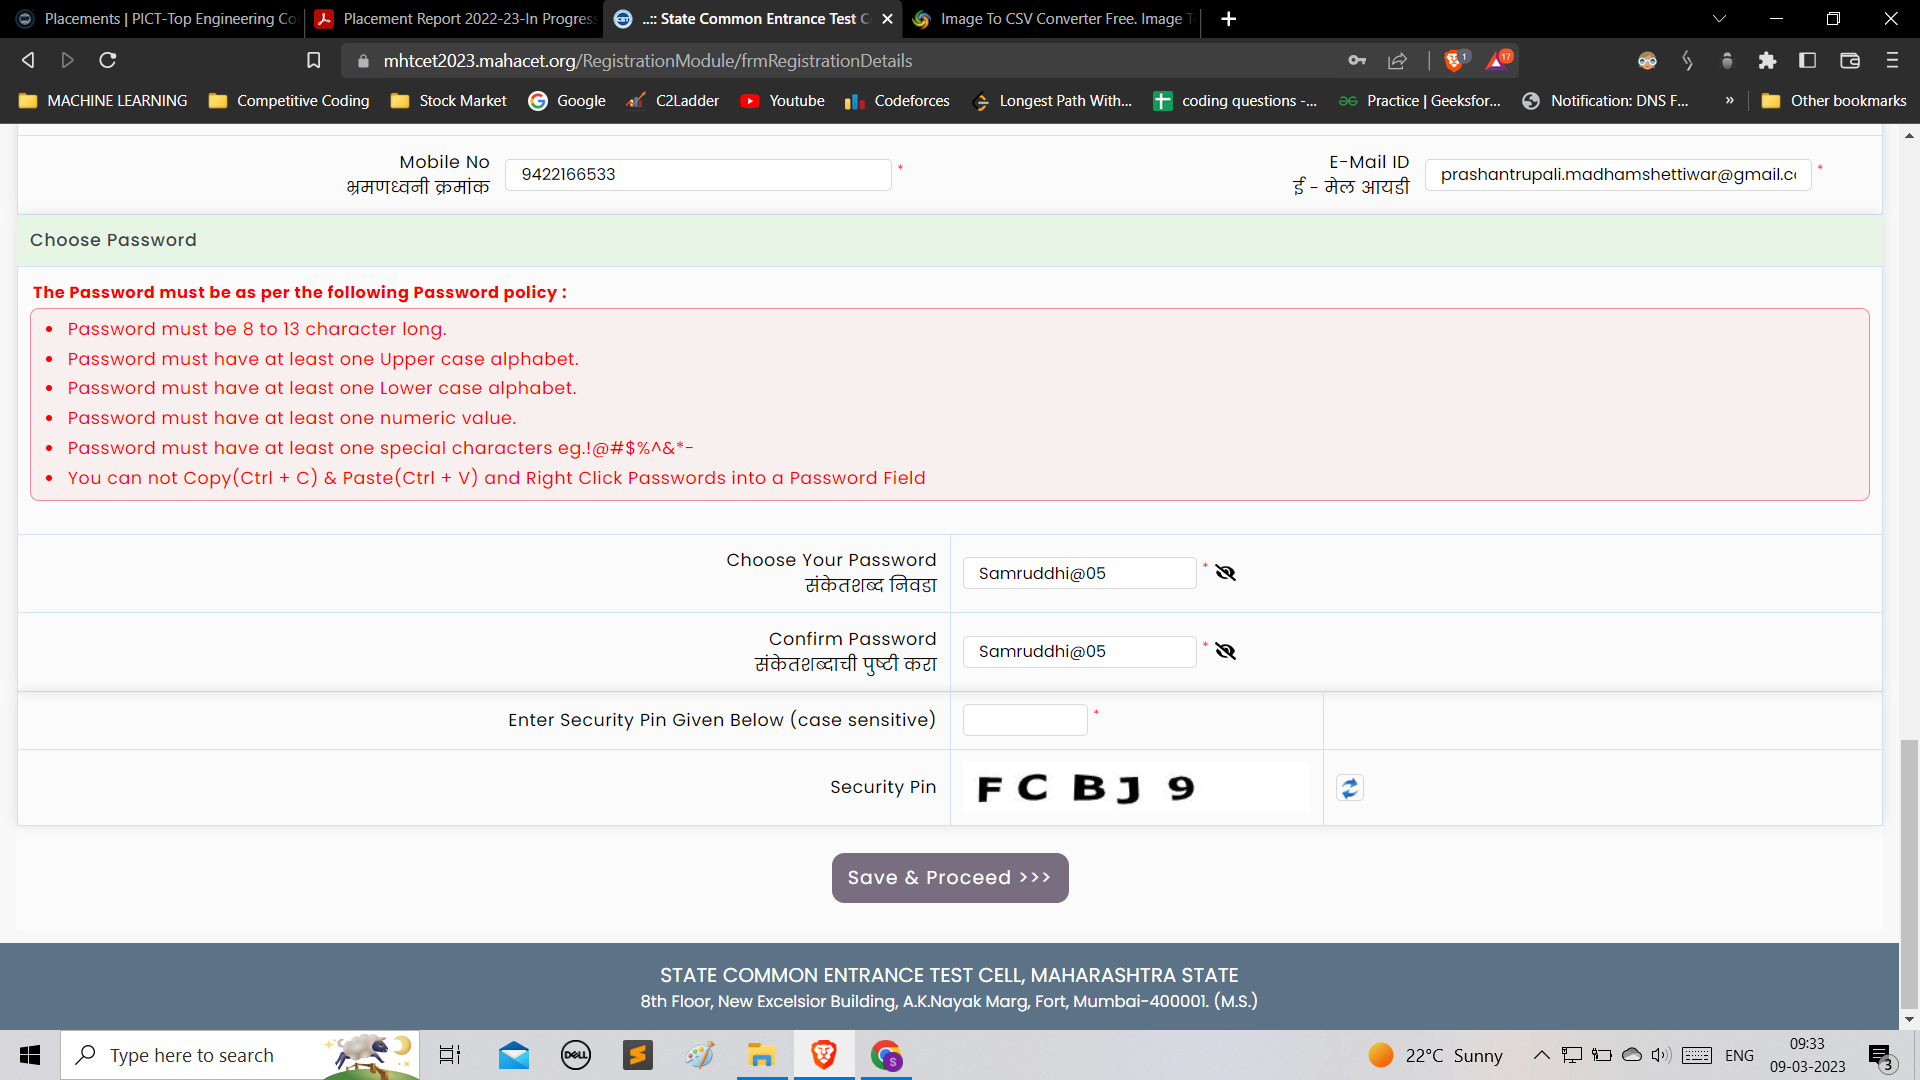 Placements | PICT-Top Engineering Co
Placement Report 2022-23-In Progress
..:: State Common Entrance Test C
Image To CSV Converter Free. Image T
mhtcet2023.mahacet.org/RegistrationModule/frmRegistrationDetails
1
17
MACHINE LEARNING
Competitive Coding
Stock Market
Google
C2Ladder
Youtube
Codeforces
Longest Path With...
coding questions -...
Practice | Geeksfor...
Notification: DNS F...
»
Other bookmarks
Mobile No
भ्रमणध्वनी क्रमांक
9422166533
*
E-Mail ID
ई - मेल आयडी
prashantrupali.madhamshettiwar@gmail.c
*
Choose Password
The Password must be as per the following Password policy :
• Password must be 8 to 13 character long.
• Password must have at least one Upper case alphabet.
• Password must have at least one Lower case alphabet.
• Password must have at least one numeric value.
• Password must have at least one special characters eg.!@#$%^&*-
• You can not Copy(Ctrl + C) & Paste(Ctrl + V) and Right Click Passwords into a Password Field
Choose Your Password
संकेतशब्द निवडा
Samruddhi@05
*
Confirm Password
संकेतशब्दाची पुष्टी करा
Samruddhi@05
*
Enter Security Pin Given Below (case sensitive)
*
Security Pin
F C B J 9
Save & Proceed >>>
STATE COMMON ENTRANCE TEST CELL, MAHARASHTRA STATE
8th Floor, New Excelsior Building, A.K.Nayak Marg, Fort, Mumbai-400001. (M.S.)
Type here to search
DELL
S
22°C Sunny
ENG
09:33
09-03-2023
3